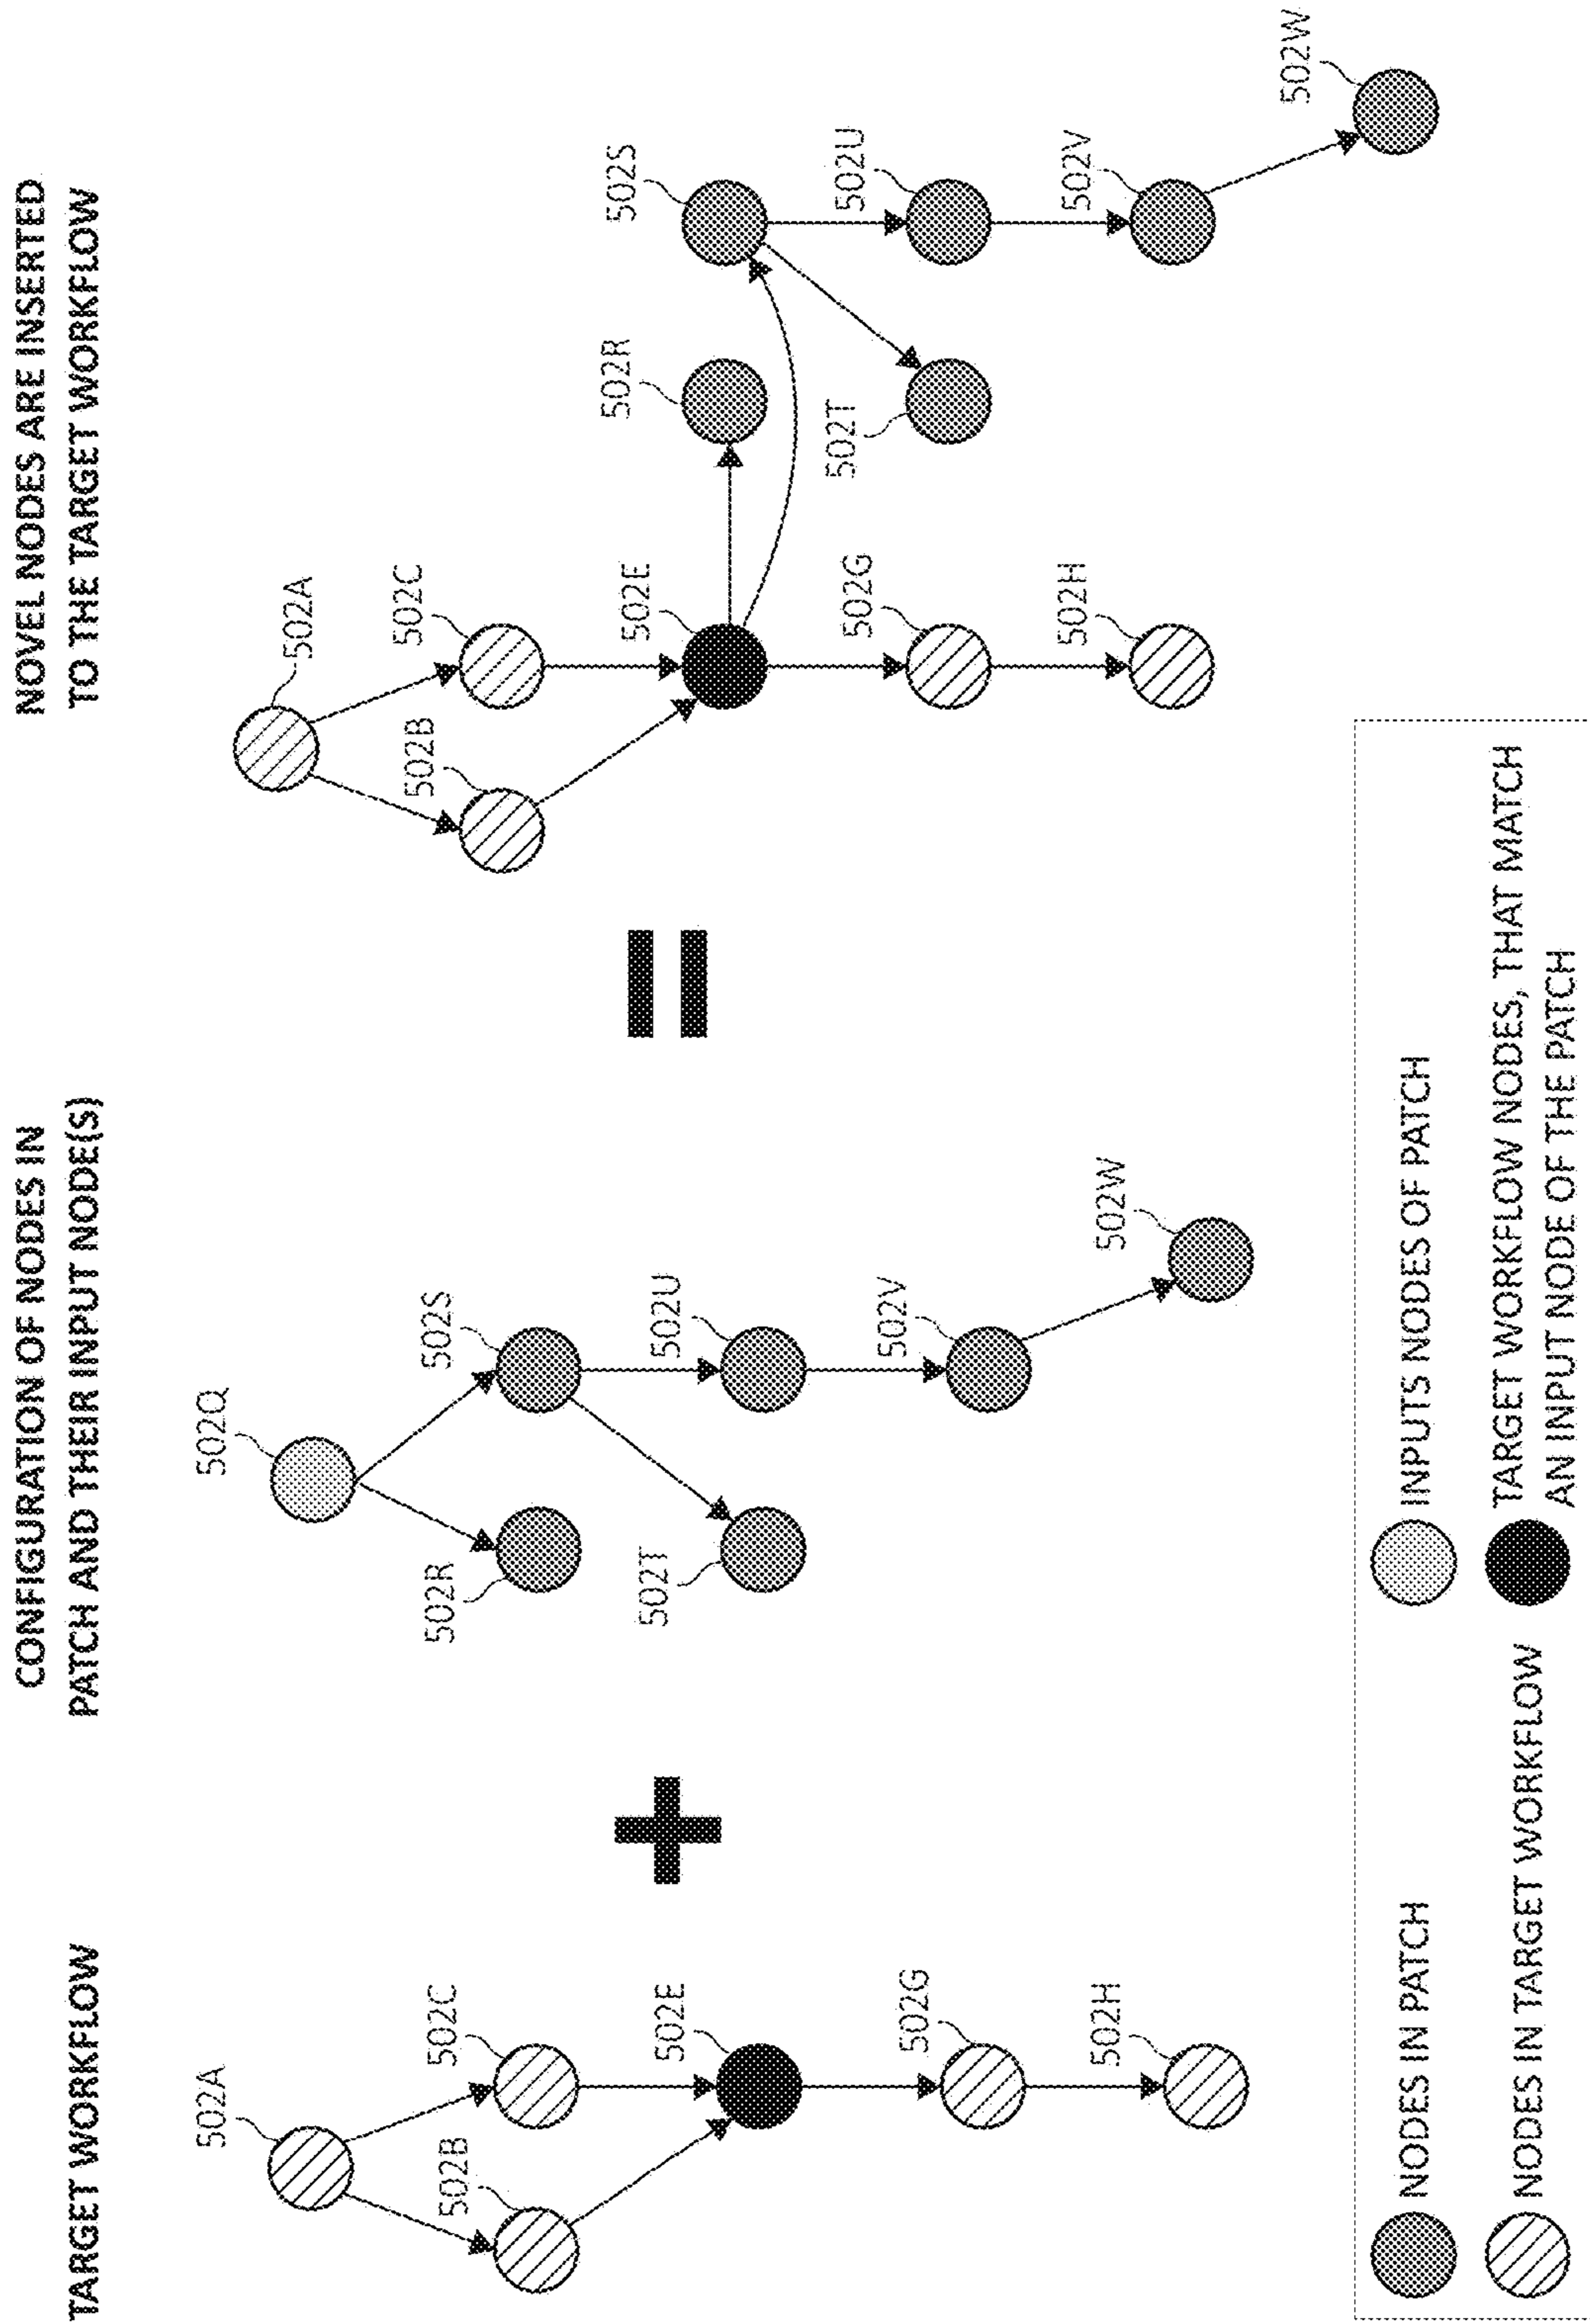 TARGET WORKFLOW
502A
502C
502B
502E
502G
502H
CONFIGURATION OF NODES IN
PATCH AND THEIR INPUT NODE(S)
502Q
502S
502R
502U
502T
502V
502W
NOVEL NODES ARE INSERTED
TO THE TARGET WORKFLOW
502A
502C
502B
502E
502R
502S
502G
502T
502U
502H
502V
502W
NODES IN PATCH
INPUTS NODES OF PATCH
NODES IN TARGET WORKFLOW
TARGET WORKFLOW NODES, THAT MATCH
AN INPUT NODE OF THE PATCH